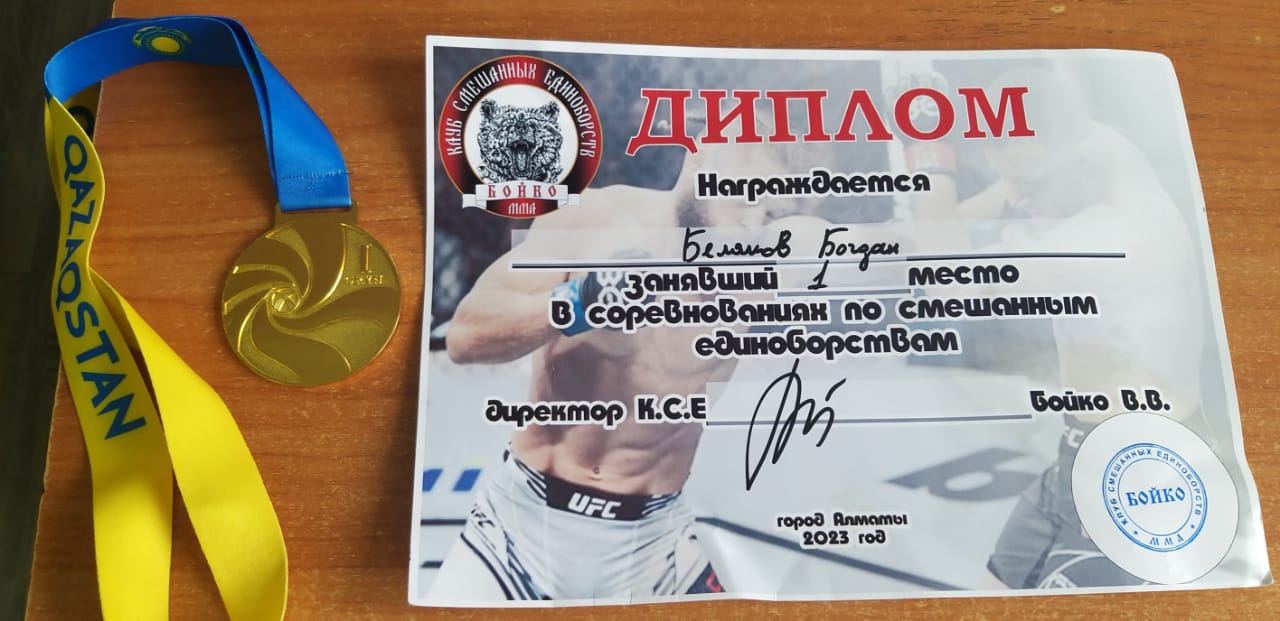 QAZAQSTAN
I
КЛУБ СМЕШАННЫХ ЕДИНОБОРСТВ
БОЙКО
ММА
ДИПЛОМ
Награждается
Беляков Богдан
занявший 1 место
в соревнованиях по смешанным
единоборствам
директор К.С.Е Бойко В.В.
UFC
город Алматы
2023 год
КЛУБ СМЕШАННЫХ ЕДИНОБОРСТВ
БОЙКО
ММА